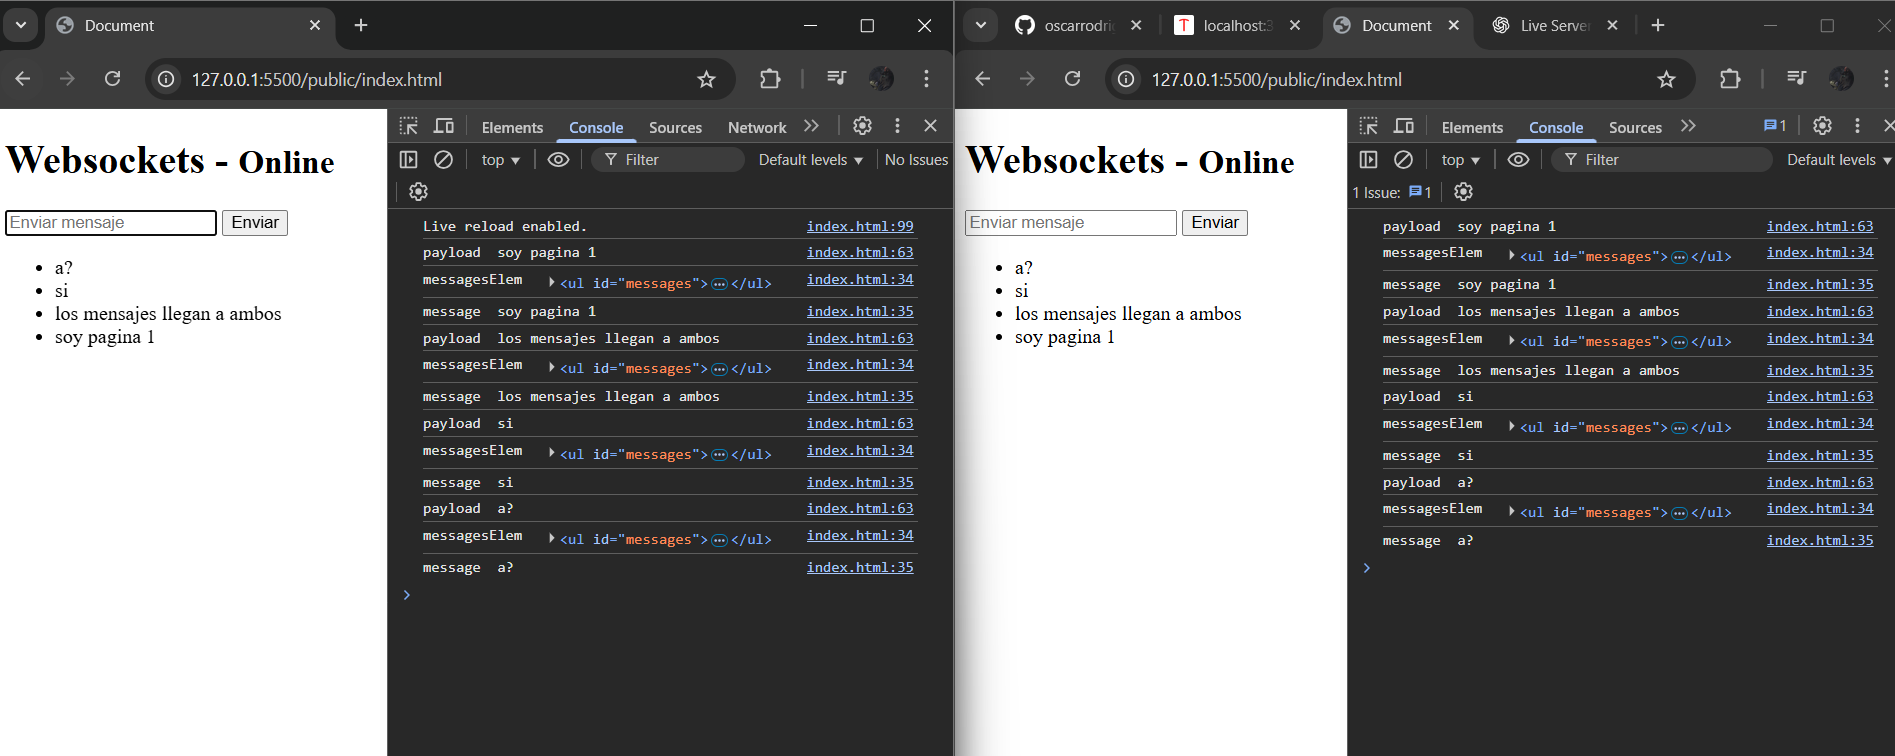 Document
127.0.0.1:5500/public/index.html
Websockets - Online
Enviar mensaje Enviar
a?
si
los mensajes llegan a ambos
soy pagina 1
Elements Console Sources Network
top Filter Default levels No Issues
Live reload enabled. index.html:99
payload soy pagina 1 index.html:63
messagesElem <ul id="messages">…</ul> index.html:34
message soy pagina 1 index.html:35
payload los mensajes llegan a ambos index.html:63
messagesElem <ul id="messages">…</ul> index.html:34
message los mensajes llegan a ambos index.html:35
payload si index.html:63
messagesElem <ul id="messages">…</ul> index.html:34
message si index.html:35
payload a? index.html:63
messagesElem <ul id="messages">…</ul> index.html:34
message a? index.html:35
oscarrodri localhost:3 Document Live Server
127.0.0.1:5500/public/index.html
Websockets - Online
Enviar mensaje Enviar
a?
si
los mensajes llegan a ambos
soy pagina 1
Elements Console Sources 1
top Filter Default levels
1 Issue: 1
payload soy pagina 1 index.html:63
messagesElem <ul id="messages">…</ul> index.html:34
message soy pagina 1 index.html:35
payload los mensajes llegan a ambos index.html:63
messagesElem <ul id="messages">…</ul> index.html:34
message los mensajes llegan a ambos index.html:35
payload si index.html:63
messagesElem <ul id="messages">…</ul> index.html:34
message si index.html:35
payload a? index.html:63
messagesElem <ul id="messages">…</ul> index.html:34
message a? index.html:35